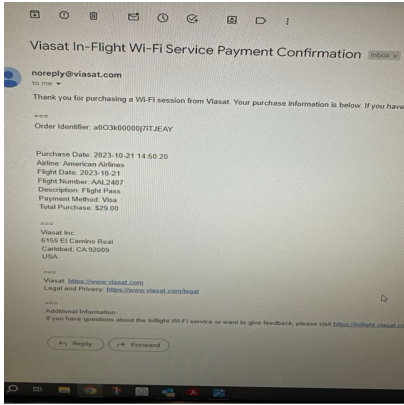 Viasat In-Flight Wi-Fi Service Payment Confirmation Inbox x
noreply@viasat.com
to me
Thank you for purchasing a Wi-Fi session from Viasat. Your purchase information is below. If you have
===
Order Identifier: a0O3k00000j7iTJEAY
Purchase Date: 2023-10-21 14:50:20
Airline: American Airlines
Flight Date: 2023-10-21
Flight Number: AAL2407
Description: Flight Pass
Payment Method: Visa
Total Purchase: $29.00
===
Viasat Inc.
6155 El Camino Real
Carlsbad, CA 92009
USA
===
Viasat: https://www.viasat.com
Legal and Privacy: https://www.viasat.com/legal
===
Additional Information
If you have questions about the Inflight Wi-Fi service or want to give feedback, please visit https://inflight.viasat.co
Reply Forward